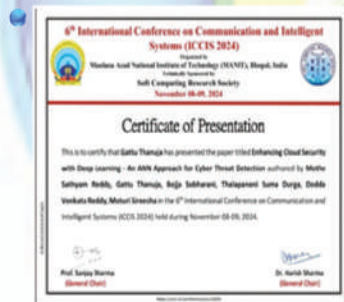 6th International Conference on Communication and Intelligent
Systems (ICCIS 2024)
Organized by
Maulana Azad National Institute of Technology (MANIT), Bhopal, India
Technically Sponsored by
Soft Computing Research Society
November 08-09, 2024
Certificate of Presentation
This is to certify that Gattu Thanuja has presented the paper titled Enhancing Cloud Security
with Deep Learning - An ANN Approach for Cyber Threat Detection authored by Mothe
Sathyam Reddy, Gattu Thanuja, Bojja Sobharani, Thalapaneni Suma Durga, Dodda
Venkata Reddy, Moturi Sireesha in the 6th International Conference on Communication and
Intelligent Systems (ICCIS 2024) held during November 08-09, 2024.
Prof. Sanjay Sharma
(General Chair)
Dr. Harish Sharma
(General Chair)